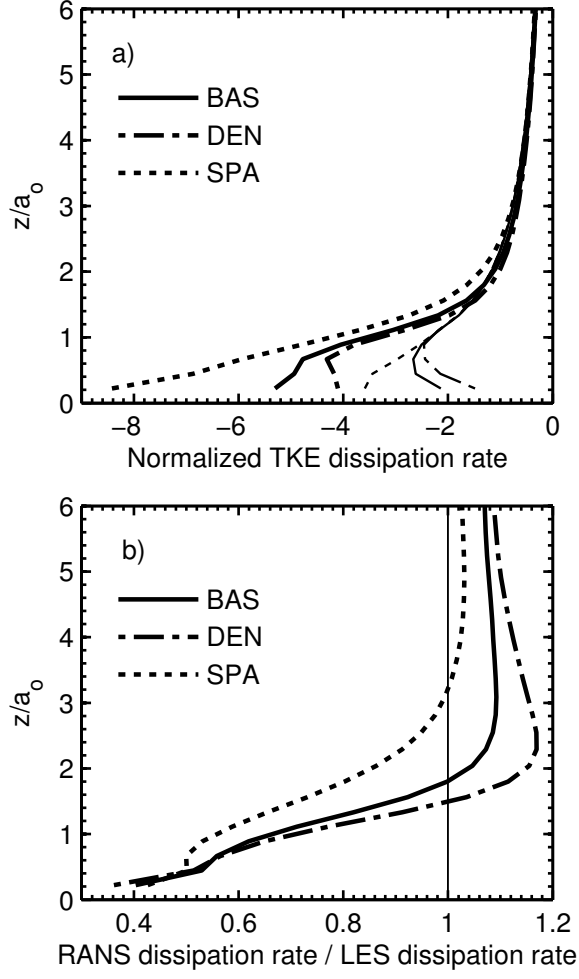 6
a)
5
BAS
4
DEN
SPA
z/a_o
3
2
1
0
−8 −6 −4 −2 0
Normalized TKE dissipation rate
6
b)
5
BAS
4
DEN
SPA
z/a_o
3
2
1
0
0.4 0.6 0.8 1 1.2
RANS dissipation rate / LES dissipation rate